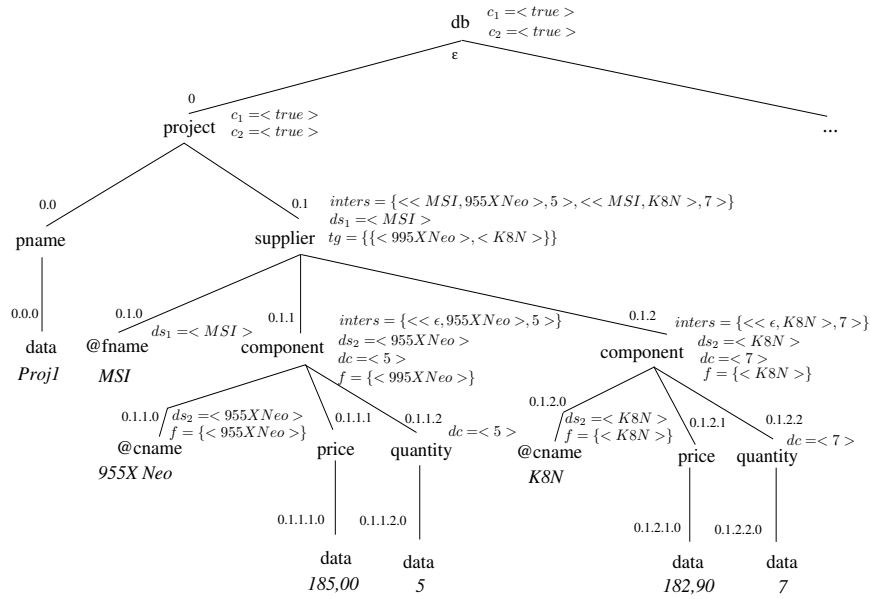 db
c₁ =< true >
c₂ =< true >
ε
0
project
c₁ =< true >
c₂ =< true >
...
0.0
pname
0.1
supplier
inters = {<< MSI, 955XNeo >, 5 >, << MSI, K8N >, 7 >}
ds₁ =< MSI >
tg = {{< 995XNeo >, < K8N >}}
0.0.0
data
Proj1
0.1.0
@fname
MSI
ds₁ =< MSI >
0.1.1
component
inters = {<< ϵ, 955XNeo >, 5 >}
ds₂ =< 955XNeo >
dc =< 5 >
f = {< 995XNeo >}
0.1.2
component
inters = {<< ϵ, K8N >, 7 >}
ds₂ =< K8N >
dc =< 7 >
f = {< K8N >}
0.1.1.0
@cname
955X Neo
ds₂ =< 955XNeo >
f = {< 955XNeo >}
0.1.1.1
price
0.1.1.2
quantity
dc =< 5 >
0.1.2.0
@cname
K8N
ds₂ =< K8N >
f = {< K8N >}
0.1.2.1
price
0.1.2.2
quantity
dc =< 7 >
0.1.1.1.0
data
185,00
0.1.1.2.0
data
5
0.1.2.1.0
data
182,90
0.1.2.2.0
data
7